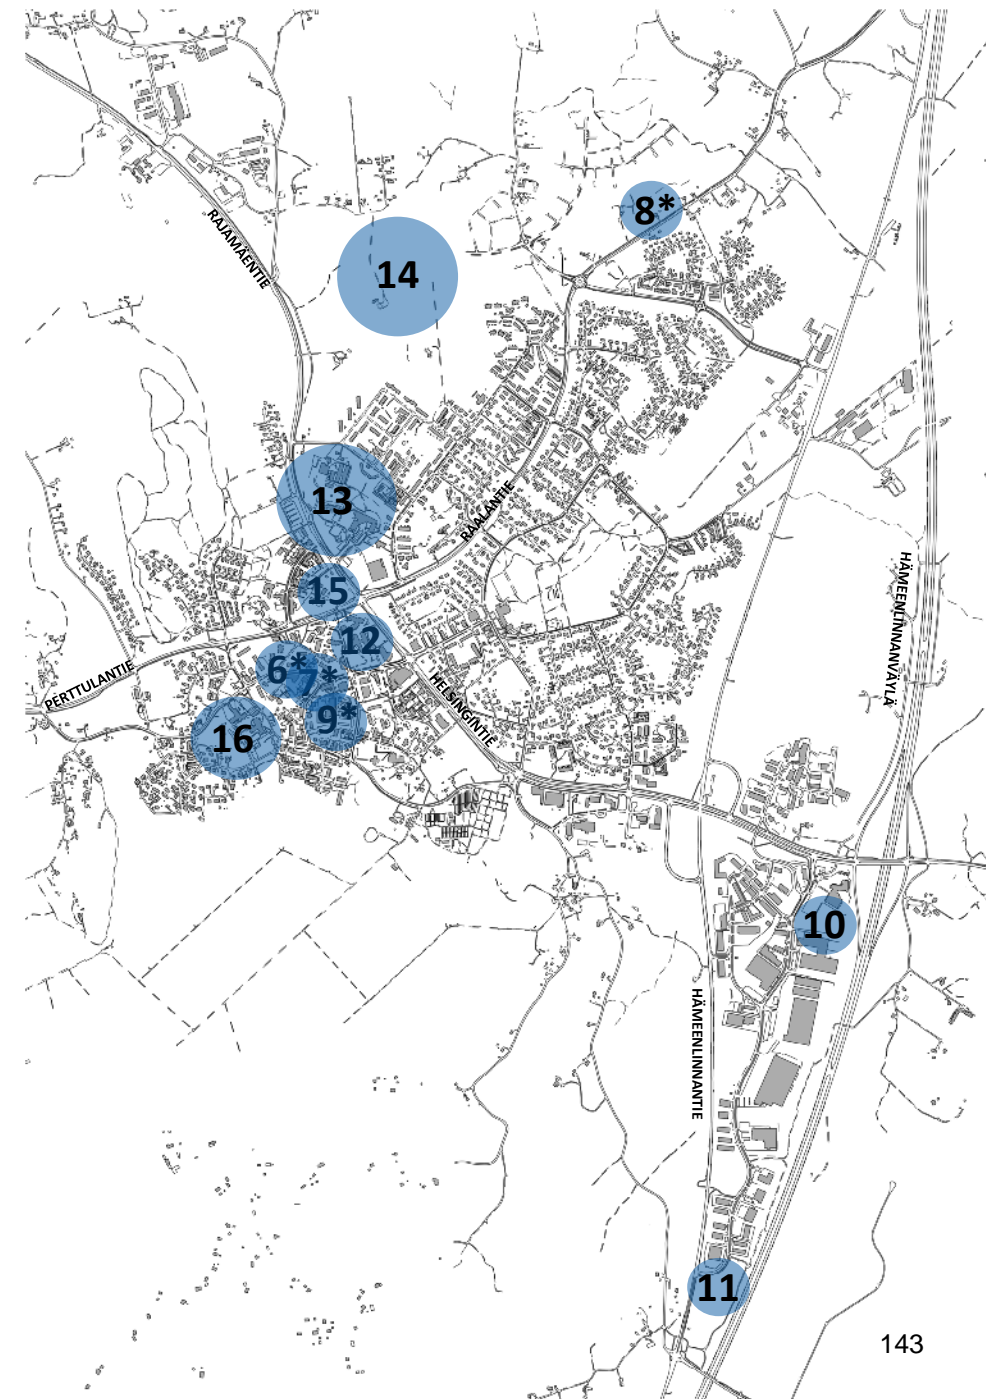 8*
RAJAMÄENTIE
14
13
RAALANTIE
15
HÄMEENLINNANVÄYLÄ
12
6*
7*
PERTTULANTIE
9*
HELSINGINTIE
16
10
HÄMEENLINNANTIE
11
143